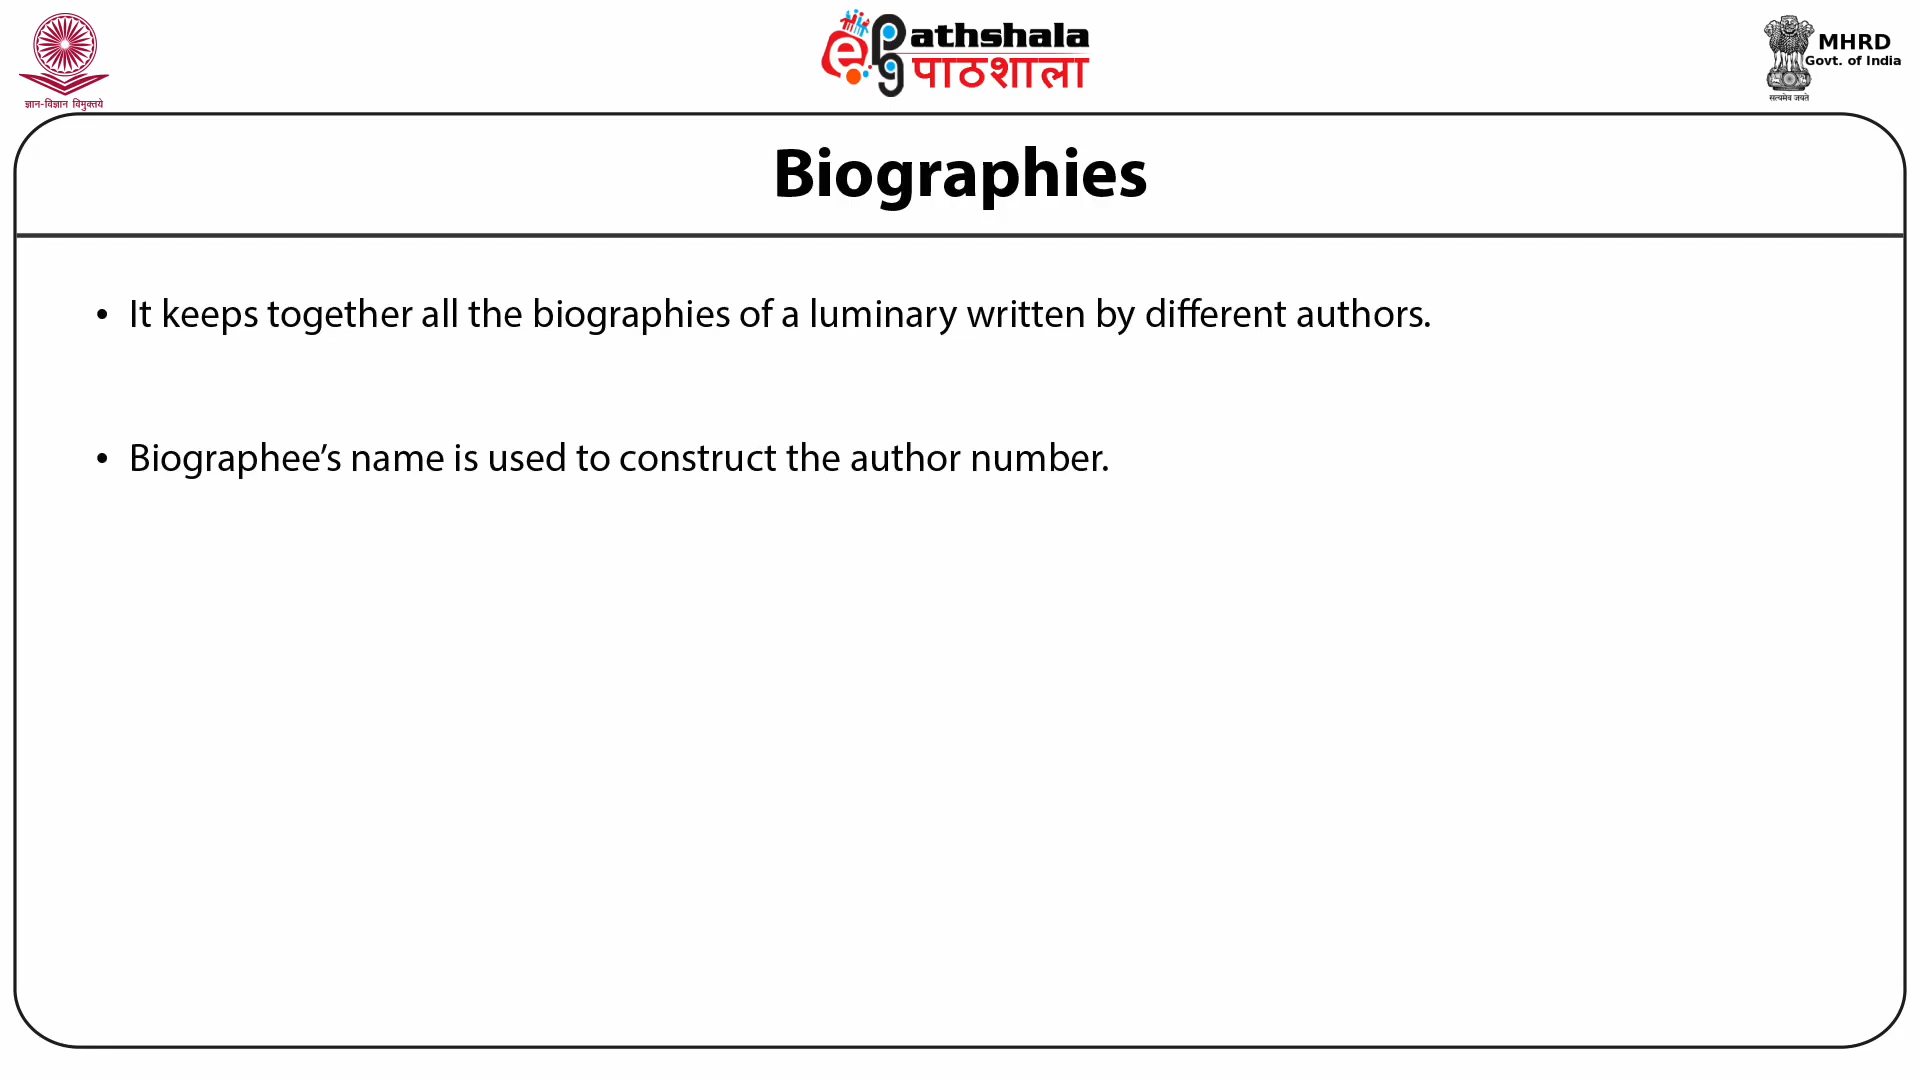 ज्ञान-विज्ञान विमुक्तये
ePG Pathshala
पाठशाला
MHRD
Govt. of India
सत्यमेव जयते
Biographies
• It keeps together all the biographies of a luminary written by different authors.
• Biographee’s name is used to construct the author number.